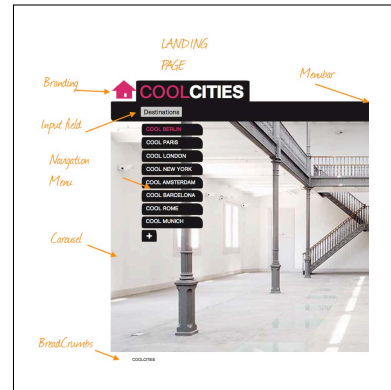 LANDING
PAGE
Menubar
Branding
COOLCITIES
Destinations
Input field
COOL BERLIN
COOL PARIS
COOL LONDON
Navigation
Menu
COOL NEW YORK
COOL AMSTERDAM
COOL BARCELONA
COOL ROME
COOL MUNICH
+
Carousel
BreadCrumbs
COOLCITIES